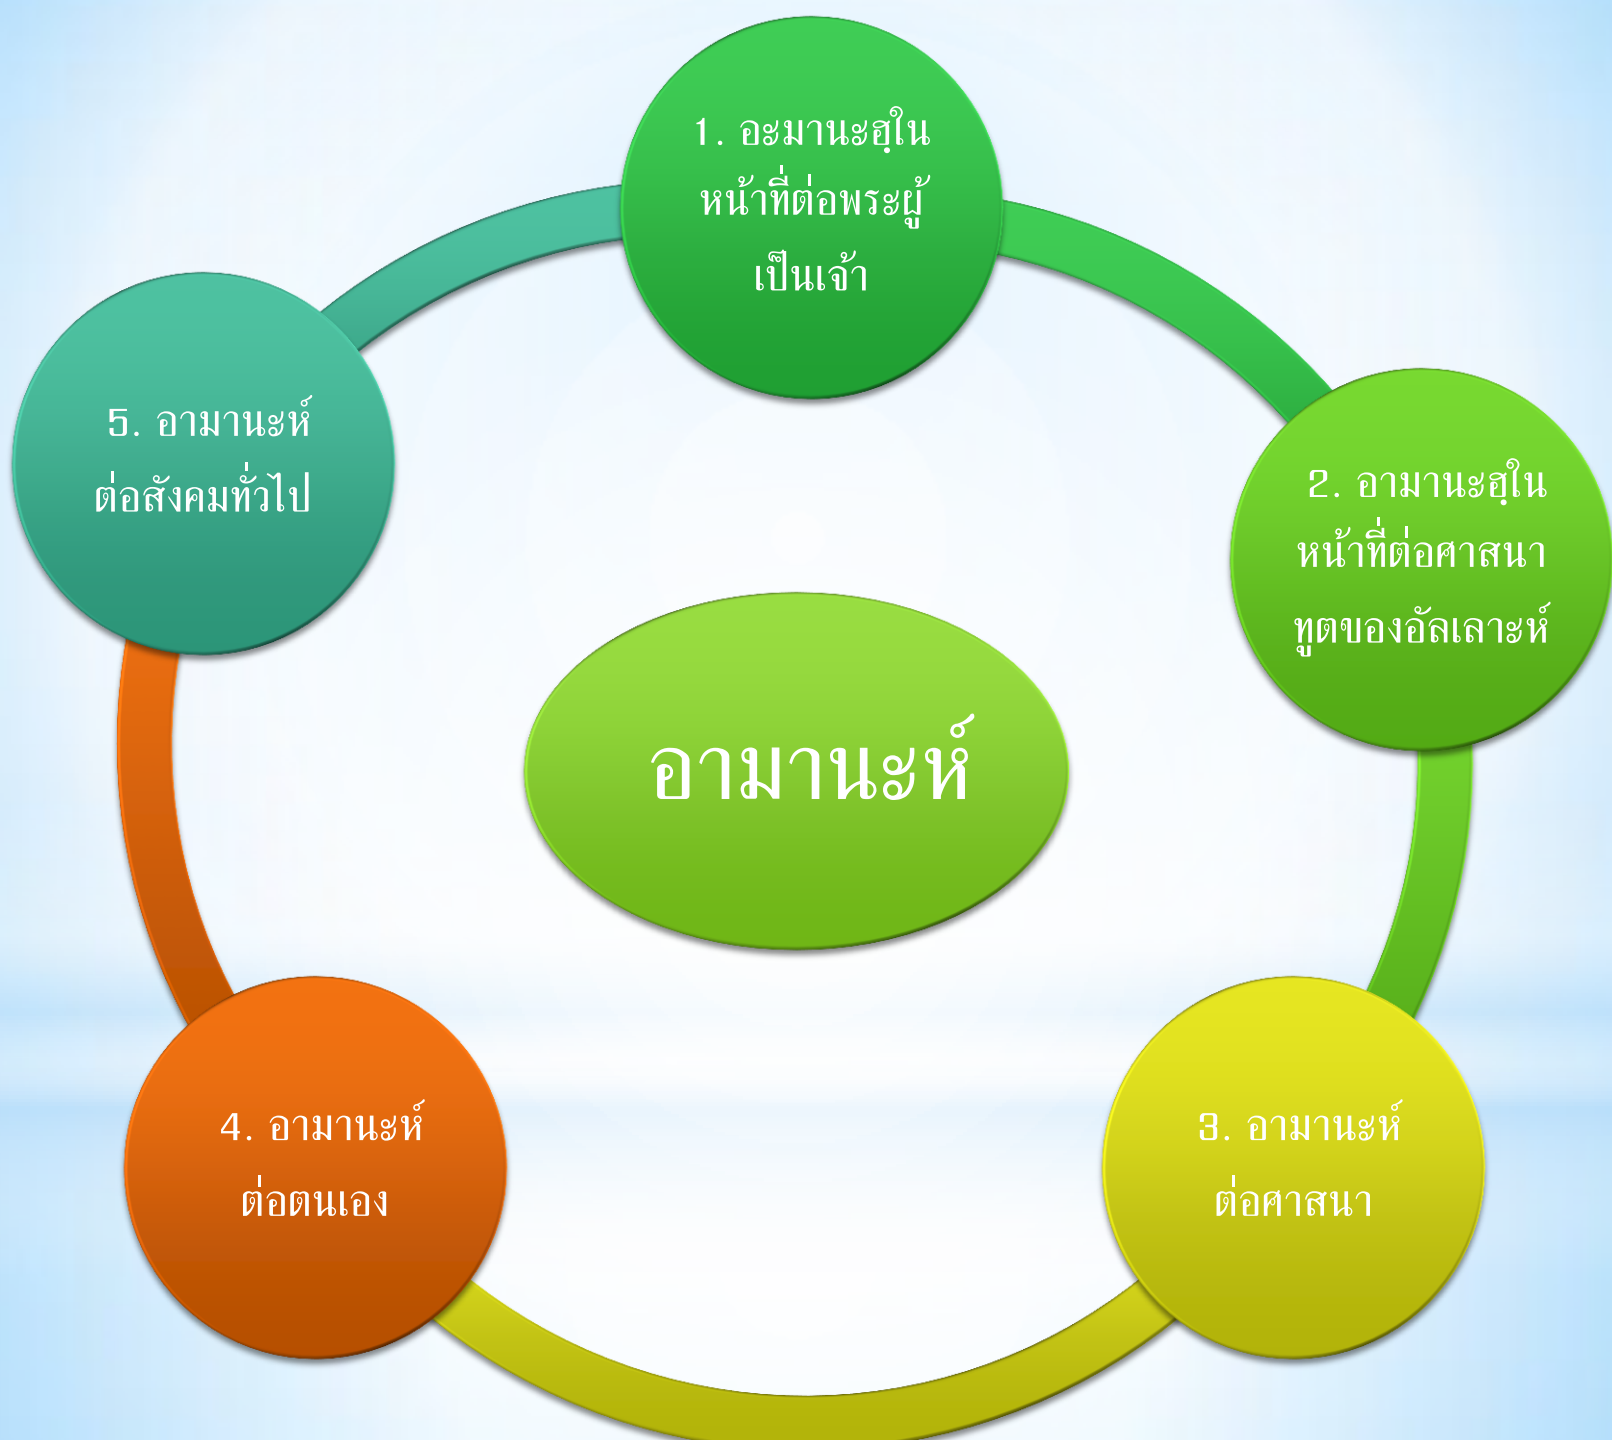 1. อะมานะฮฺใน
หน้าที่ต่อพระผู้
เป็นเจ้า
2. อามานะฮฺใน
หน้าที่ต่อศาสนา
ทูตของอัลเลาะห์
3. อามานะห์
ต่อศาสนา
4. อามานะห์
ต่อตนเอง
5. อามานะห์
ต่อสังคมทั่วไป
อามานะห์